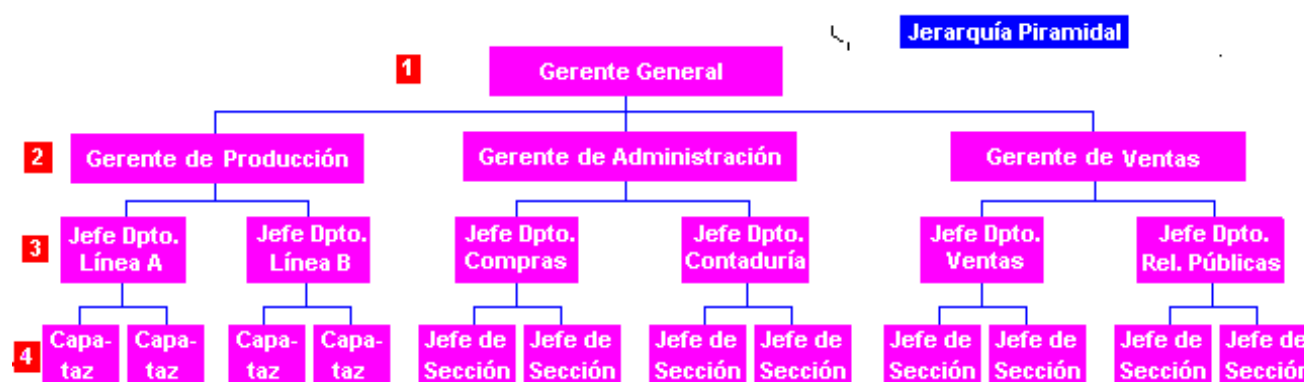 Jerarquía Piramidal
1
Gerente General
2
Gerente de Producción
Gerente de Administración
Gerente de Ventas
3
Jefe Dpto.
Línea A
Jefe Dpto.
Línea B
Jefe Dpto.
Compras
Jefe Dpto.
Contaduría
Jefe Dpto.
Ventas
Jefe Dpto.
Rel. Públicas
4
Capa-
taz
Capa-
taz
Capa-
taz
Capa-
taz
Jefe de
Sección
Jefe de
Sección
Jefe de
Sección
Jefe de
Sección
Jefe de
Sección
Jefe de
Sección
Jefe de
Sección
Jefe de
Sección